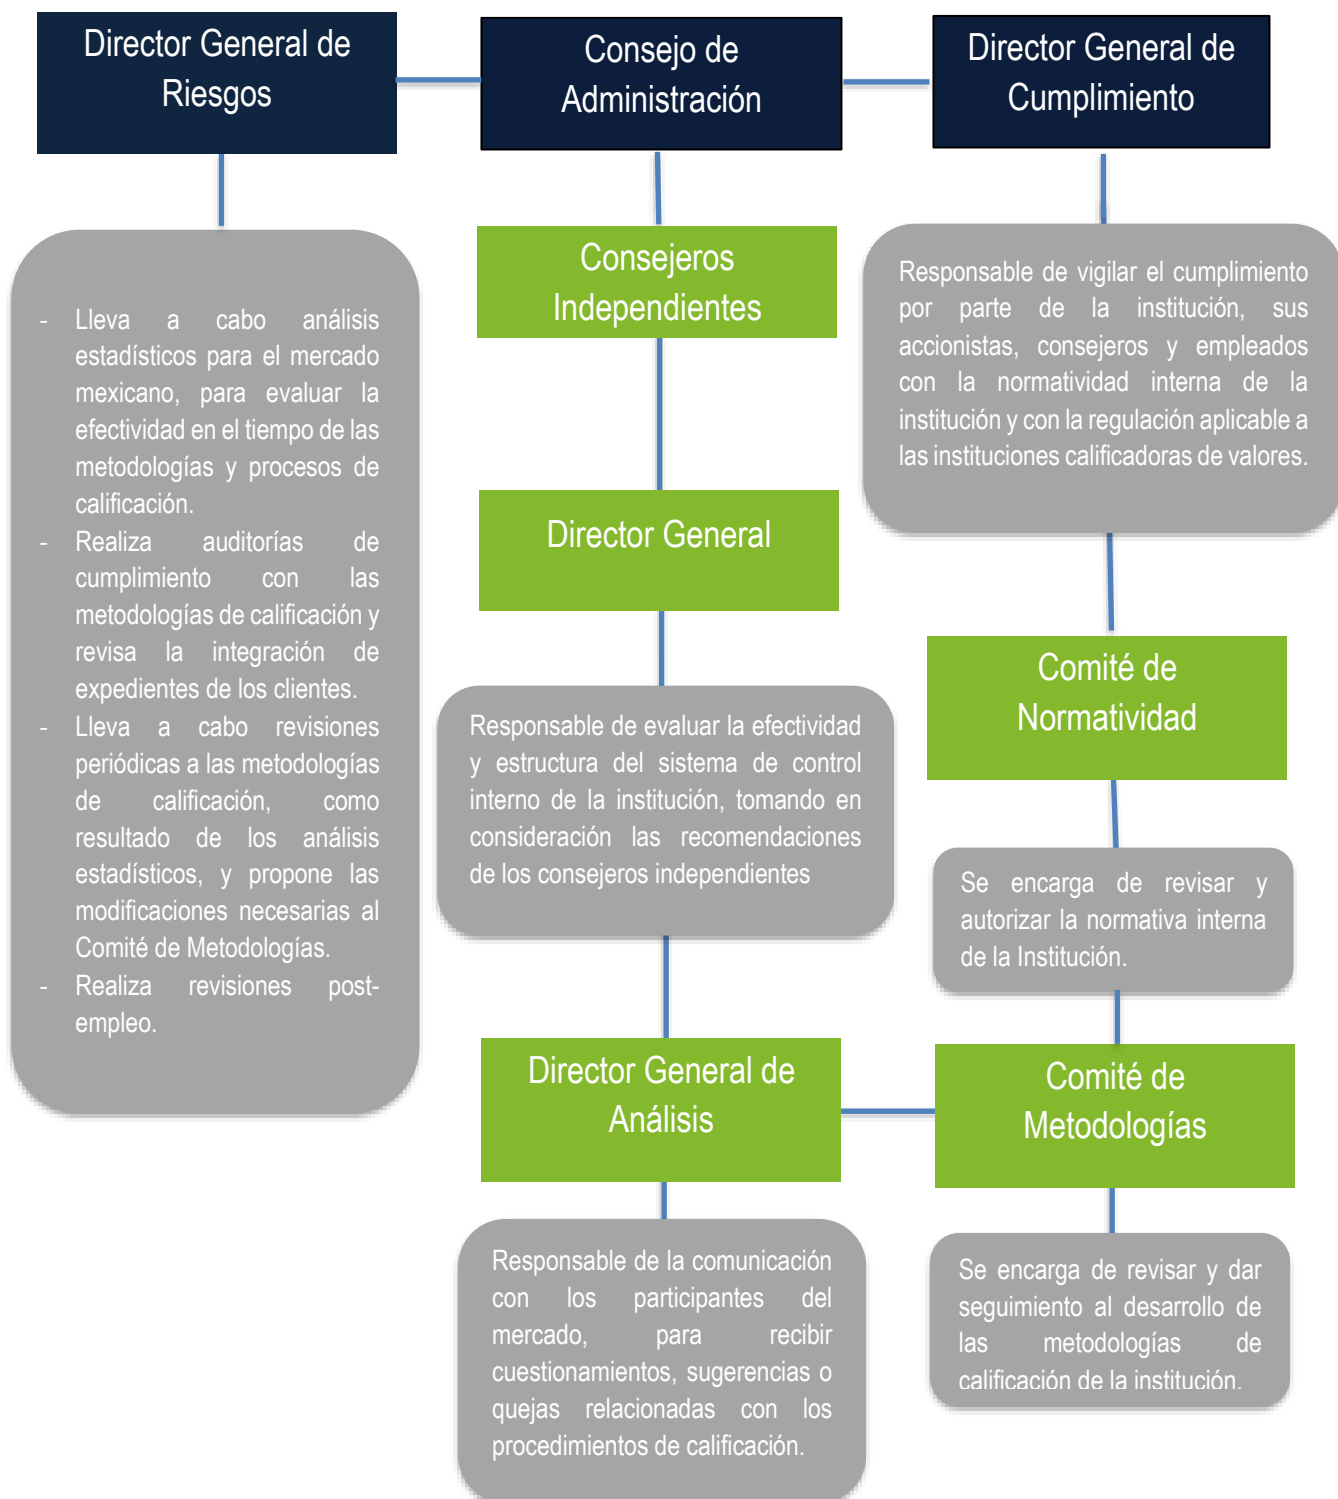 Director General de
Riesgos
Consejo de
Administración
Director General de
Cumplimiento
- Lleva a cabo análisis
estadísticos para el mercado
mexicano, para evaluar la
efectividad en el tiempo de las
metodologías y procesos de
calificación.
- Realiza auditorías de
cumplimiento con las
metodologías de calificación y
revisa la integración de
expedientes de los clientes.
- Lleva a cabo revisiones
periódicas a las metodologías
de calificación, como
resultado de los análisis
estadísticos, y propone las
modificaciones necesarias al
Comité de Metodologías.
- Realiza revisiones post-
empleo.
Consejeros
Independientes
Director General
Responsable de evaluar la efectividad
y estructura del sistema de control
interno de la institución, tomando en
consideración las recomendaciones
de los consejeros independientes
Director General de
Análisis
Responsable de la comunicación
con los participantes del
mercado, para recibir
cuestionamientos, sugerencias o
quejas relacionadas con los
procedimientos de calificación.
Responsable de vigilar el cumplimiento
por parte de la institución, sus
accionistas, consejeros y empleados
con la normatividad interna de la
institución y con la regulación aplicable a
las instituciones calificadoras de valores.
Comité de
Normatividad
Se encarga de revisar y
autorizar la normativa interna
de la Institución.
Comité de
Metodologías
Se encarga de revisar y dar
seguimiento al desarrollo de
las metodologías de
calificación de la institución.